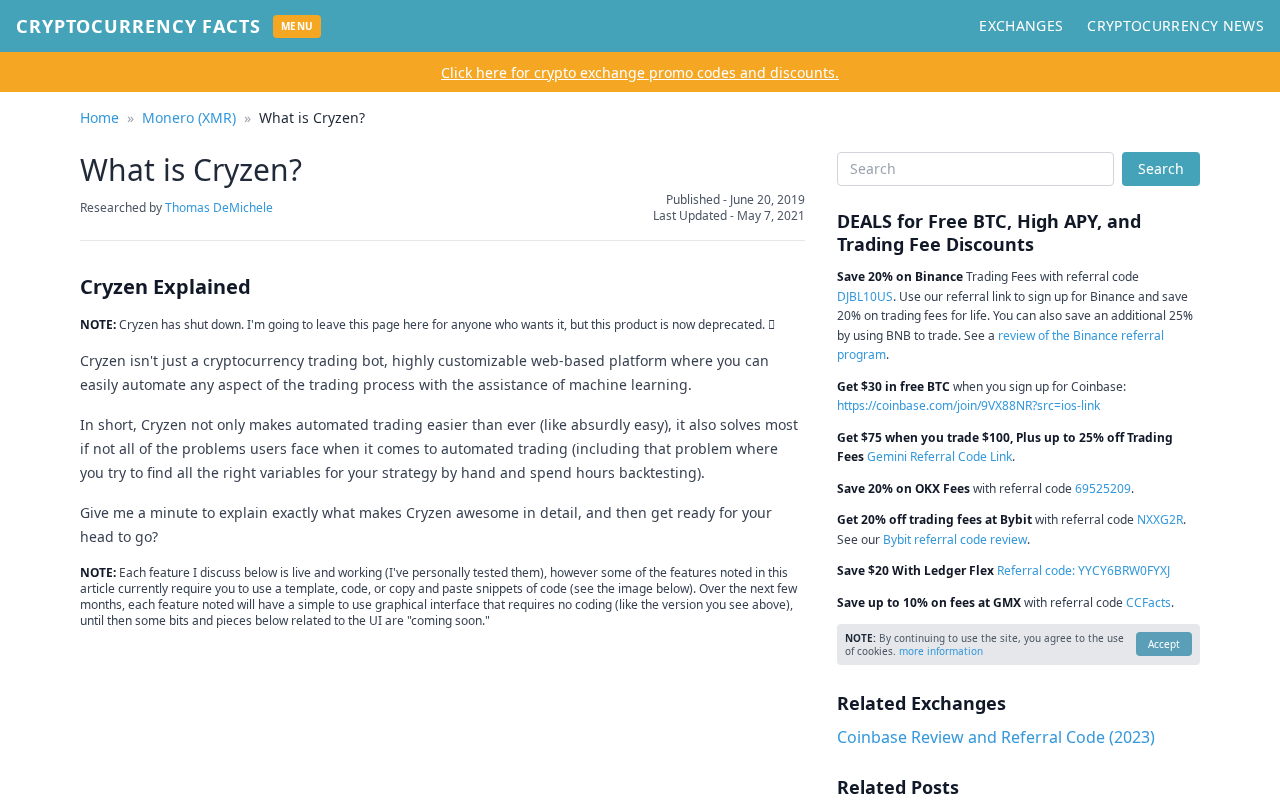 CRYPTOCURRENCY FACTS
MENU
EXCHANGES
CRYPTOCURRENCY NEWS
Click here for crypto exchange promo codes and discounts.
Home » Monero (XMR) » What is Cryzen?
What is Cryzen?
Researched by Thomas DeMichele
Published - June 20, 2019
Last Updated - May 7, 2021
Cryzen Explained
NOTE: Cryzen has shut down. I'm going to leave this page here for anyone who wants it, but this product is now deprecated.
Cryzen isn't just a cryptocurrency trading bot, highly customizable web-based platform where you can
easily automate any aspect of the trading process with the assistance of machine learning.
In short, Cryzen not only makes automated trading easier than ever (like absurdly easy), it also solves most
if not all of the problems users face when it comes to automated trading (including that problem where
you try to find all the right variables for your strategy by hand and spend hours backtesting).
Give me a minute to explain exactly what makes Cryzen awesome in detail, and then get ready for your
head to go?
NOTE: Each feature I discuss below is live and working (I've personally tested them), however some of the features noted in this
article currently require you to use a template, code, or copy and paste snippets of code (see the image below). Over the next few
months, each feature noted will have a simple to use graphical interface that requires no coding (like the version you see above),
until then some bits and pieces below related to the UI are "coming soon."
Search
Search
DEALS for Free BTC, High APY, and
Trading Fee Discounts
Save 20% on Binance Trading Fees with referral code
DJBL10US. Use our referral link to sign up for Binance and save
20% on trading fees for life. You can also save an additional 25%
by using BNB to trade. See a review of the Binance referral
program.
Get $30 in free BTC when you sign up for Coinbase:
https://coinbase.com/join/9VX88NR?src=ios-link
Get $75 when you trade $100, Plus up to 25% off Trading
Fees Gemini Referral Code Link.
Save 20% on OKX Fees with referral code 69525209.
Get 20% off trading fees at Bybit with referral code NXXG2R.
See our Bybit referral code review.
Save $20 With Ledger Flex Referral code: YYCY6BRW0FYXJ
Save up to 10% on fees at GMX with referral code CCFacts.
NOTE: By continuing to use the site, you agree to the use
of cookies. more information
Accept
Related Exchanges
Coinbase Review and Referral Code (2023)
Related Posts